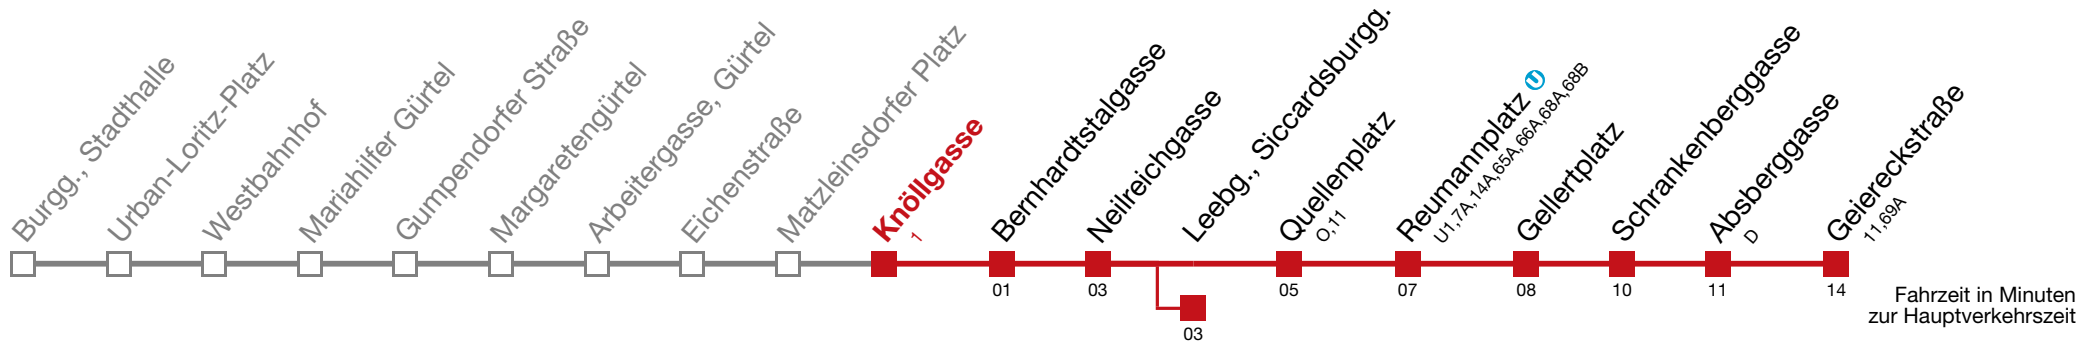 Burgg., Stadthalle
Urban-Loritz-Platz
Westbahnhof
Mariahilfer Gürtel
Gumpendorfer Straße
Margaretengürtel
Arbeitergasse, Gürtel
Eichenstraße
Matzleinsdorfer Platz
Knöllgasse
1
Bernhardtstalgasse
Neilreichgasse
Leebg., Siccardsburgg.
Quellenplatz
O,11
Reumannplatz U
U1,7A,14A,65A,66A,68A,68B
Gellertplatz
Schrankenberggasse
Absberggasse
D
Geiereckstraße
11,69A
01
03
03
05
07
08
10
11
14
Fahrzeit in Minuten
zur Hauptverkehrszeit